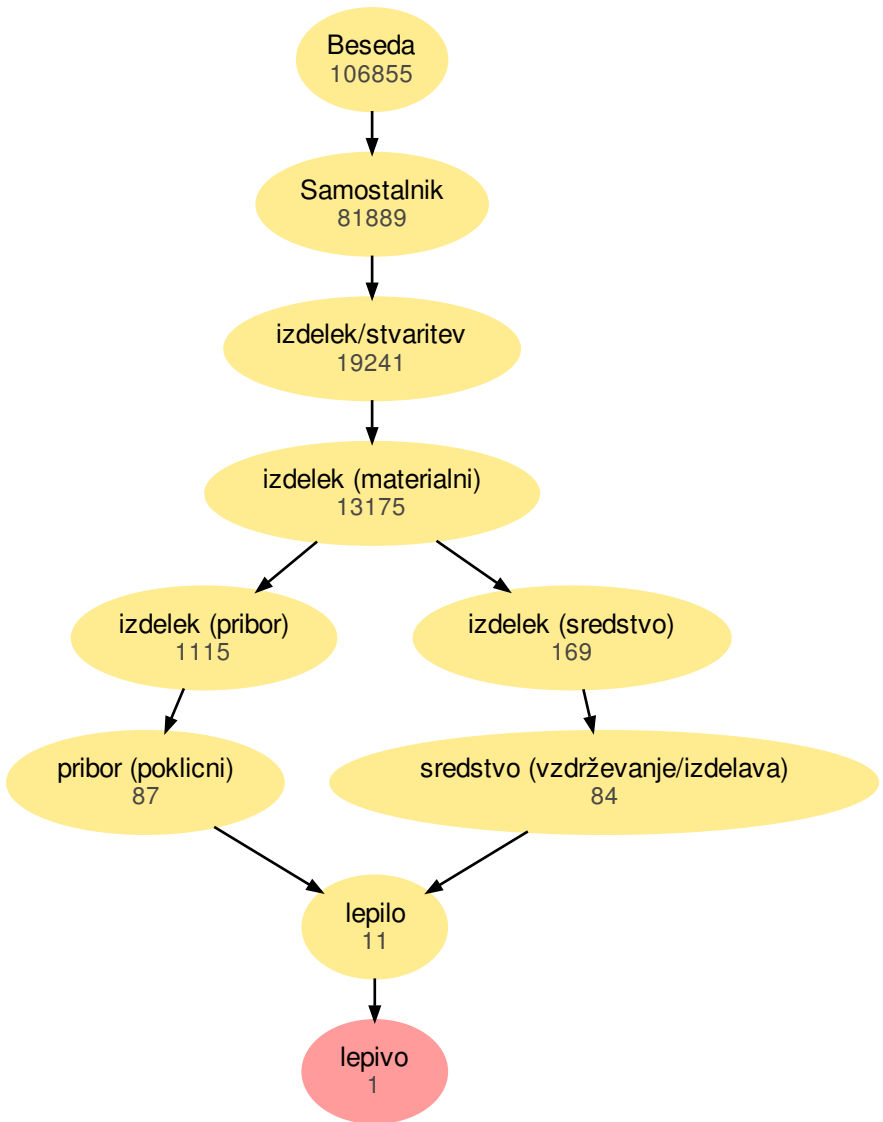 Beseda
106855
Samostalnik
81889
izdelek/stvaritev
19241
izdelek (materialni)
13175
izdelek (pribor)
1115
izdelek (sredstvo)
169
pribor (poklicni)
87
sredstvo (vzdrževanje/izdelava)
84
lepilo
11
lepivo
1